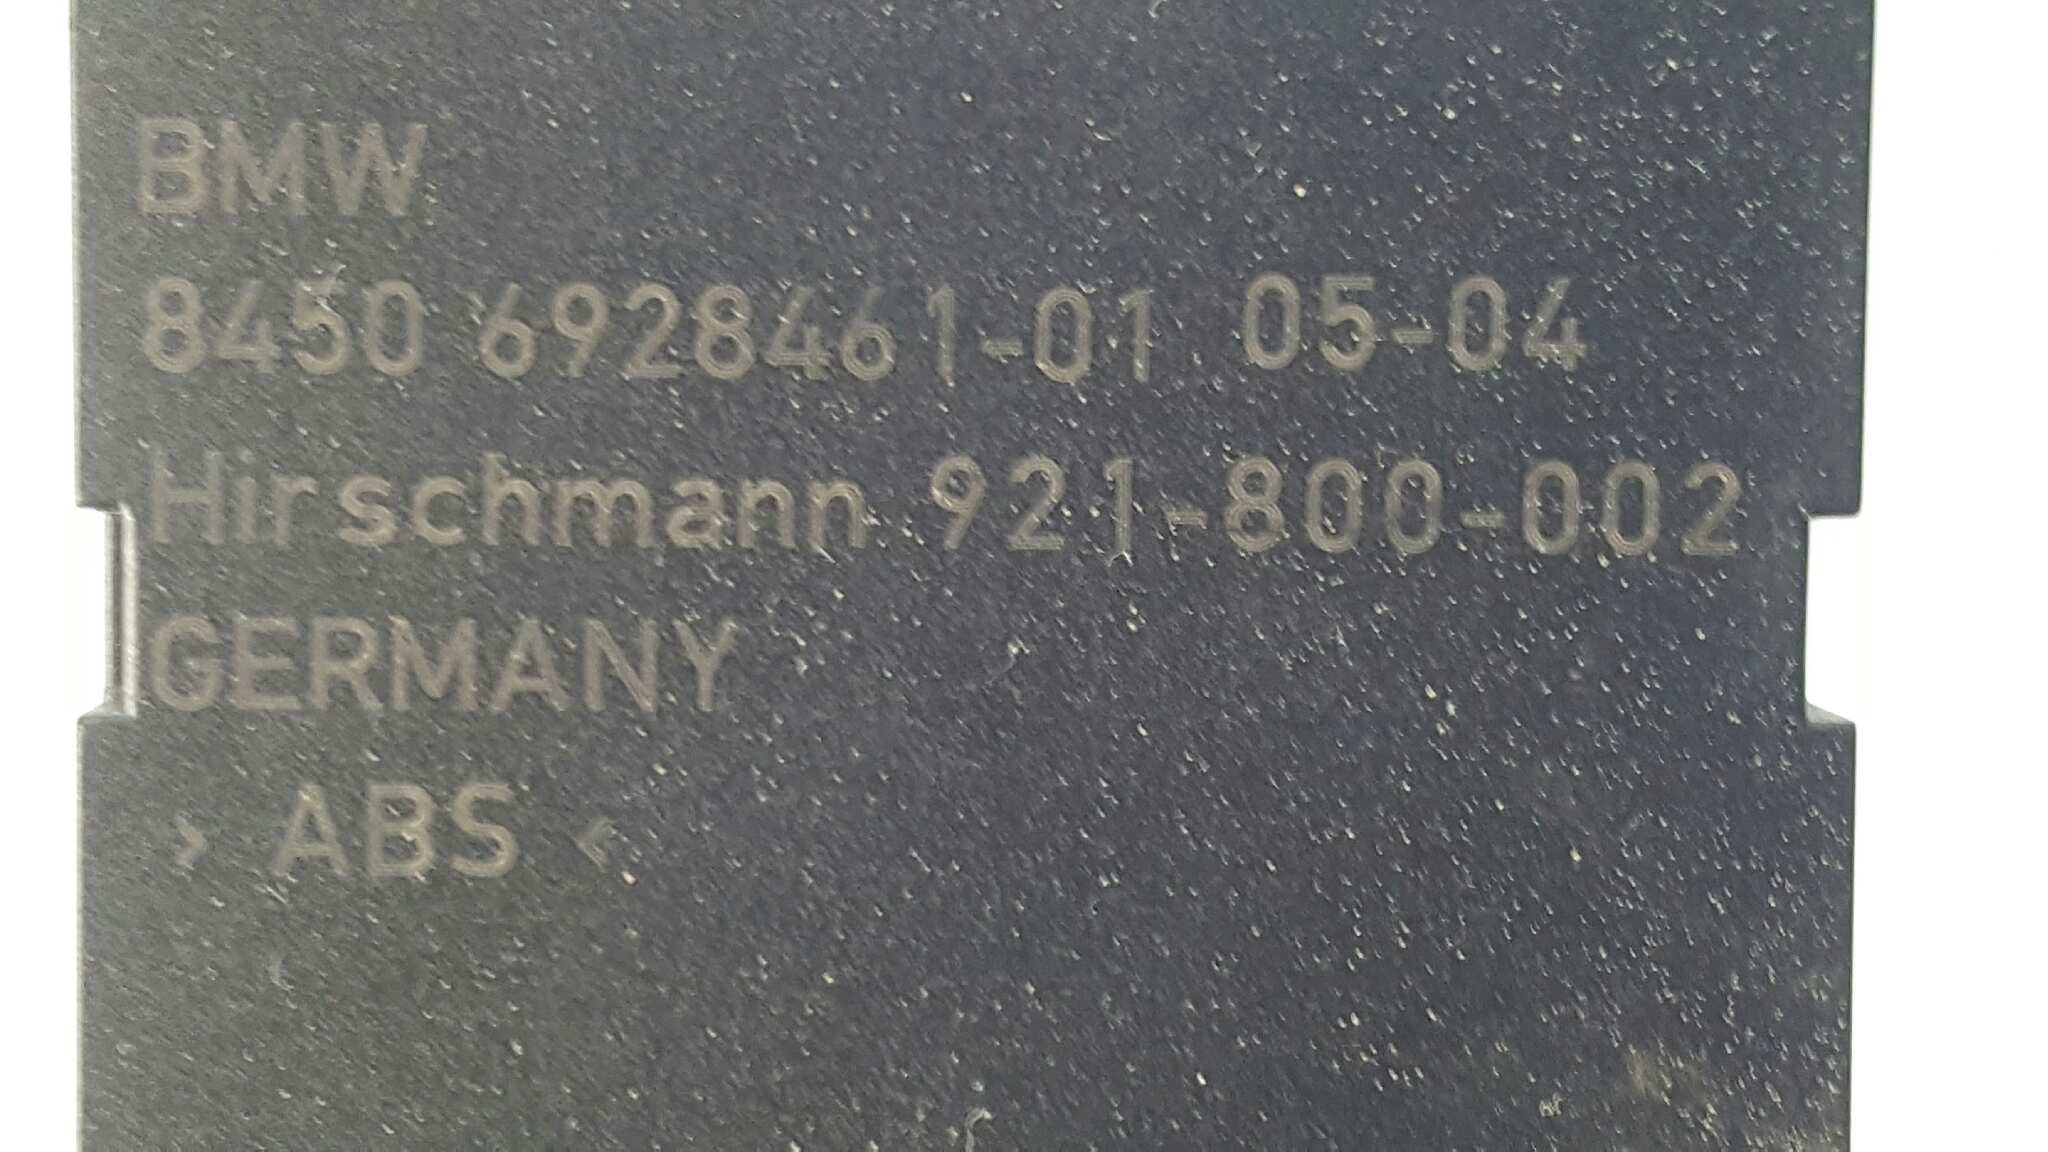 BMW
8450 6928461-01 05-04
Hirschmann 921-800-002
GERMANY
> ABS <